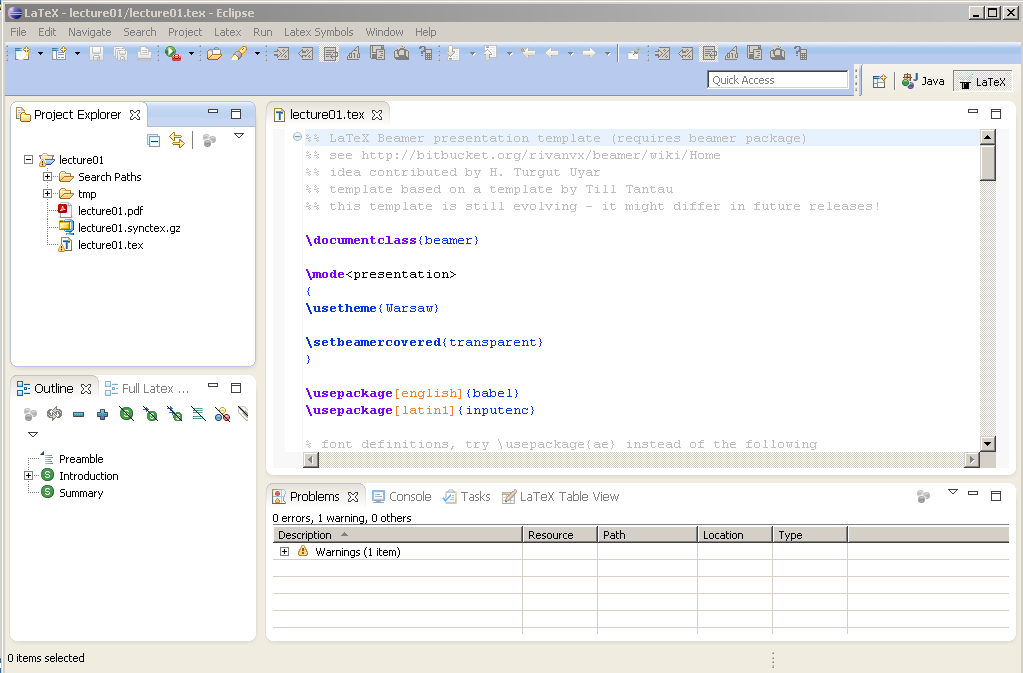 LaTeX - lecture01/lecture01.tex - Eclipse
File Edit Navigate Search Project Latex Run Latex Symbols Window Help
Quick Access
Java
LaTeX
Project Explorer
lecture01
Search Paths
tmp
lecture01.pdf
lecture01.synctex.gz
lecture01.tex
Outline
Full Latex ...
Preamble
Introduction
Summary
lecture01.tex
%% LaTeX Beamer presentation template (requires beamer package)
%% see http://bitbucket.org/rivanvx/beamer/wiki/Home
%% idea contributed by H. Turgut Uyar
%% template based on a template by Till Tantau
%% this template is still evolving - it might differ in future releases!
\documentclass{beamer}
\mode<presentation>
{
\usetheme{Warsaw}
\setbeamercovered{transparent}
}
\usepackage[english]{babel}
\usepackage[latin1]{inputenc}
% font definitions, try \usepackage{ae} instead of the following
Problems Console Tasks LaTeX Table View
0 errors, 1 warning, 0 others
Description Resource Path Location Type
Warnings (1 item)
0 items selected